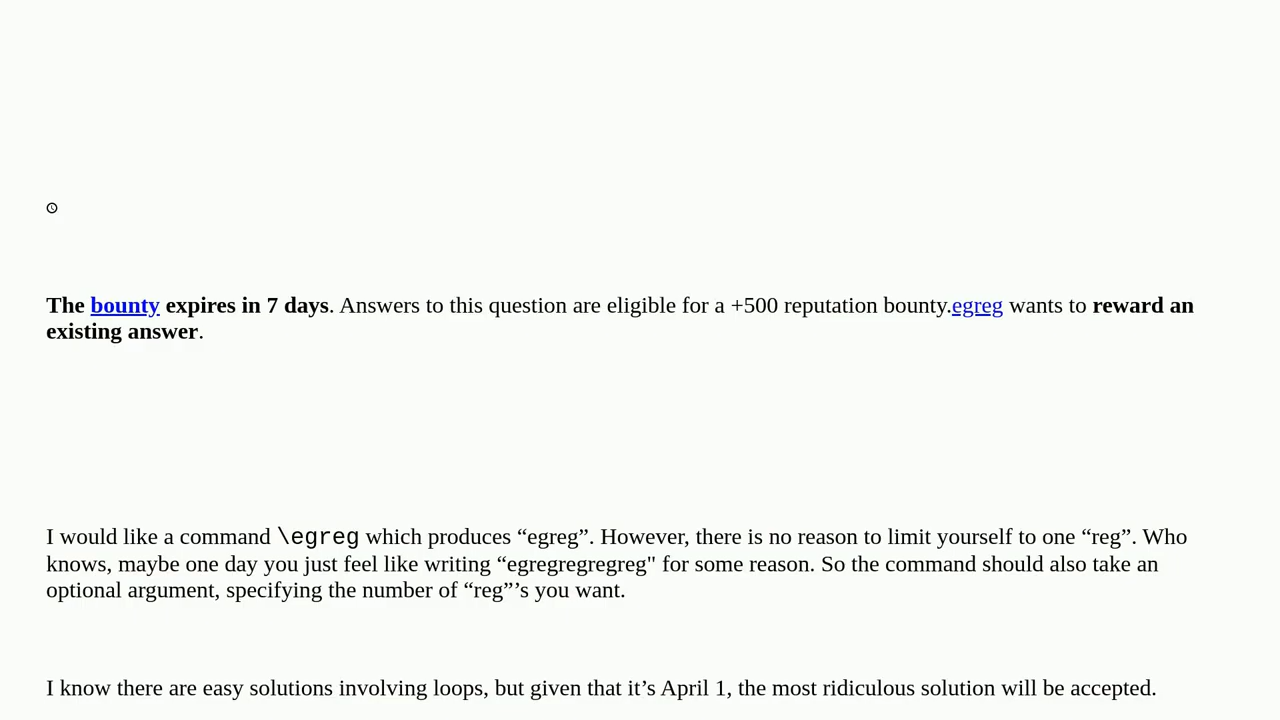 The bounty expires in 7 days. Answers to this question are eligible for a +500 reputation bounty.egreg wants to reward an
existing answer.
I would like a command \egreg which produces “egreg”. However, there is no reason to limit yourself to one “reg”. Who
knows, maybe one day you just feel like writing “egregregregreg" for some reason. So the command should also take an
optional argument, specifying the number of “reg”’s you want.
I know there are easy solutions involving loops, but given that it’s April 1, the most ridiculous solution will be accepted.